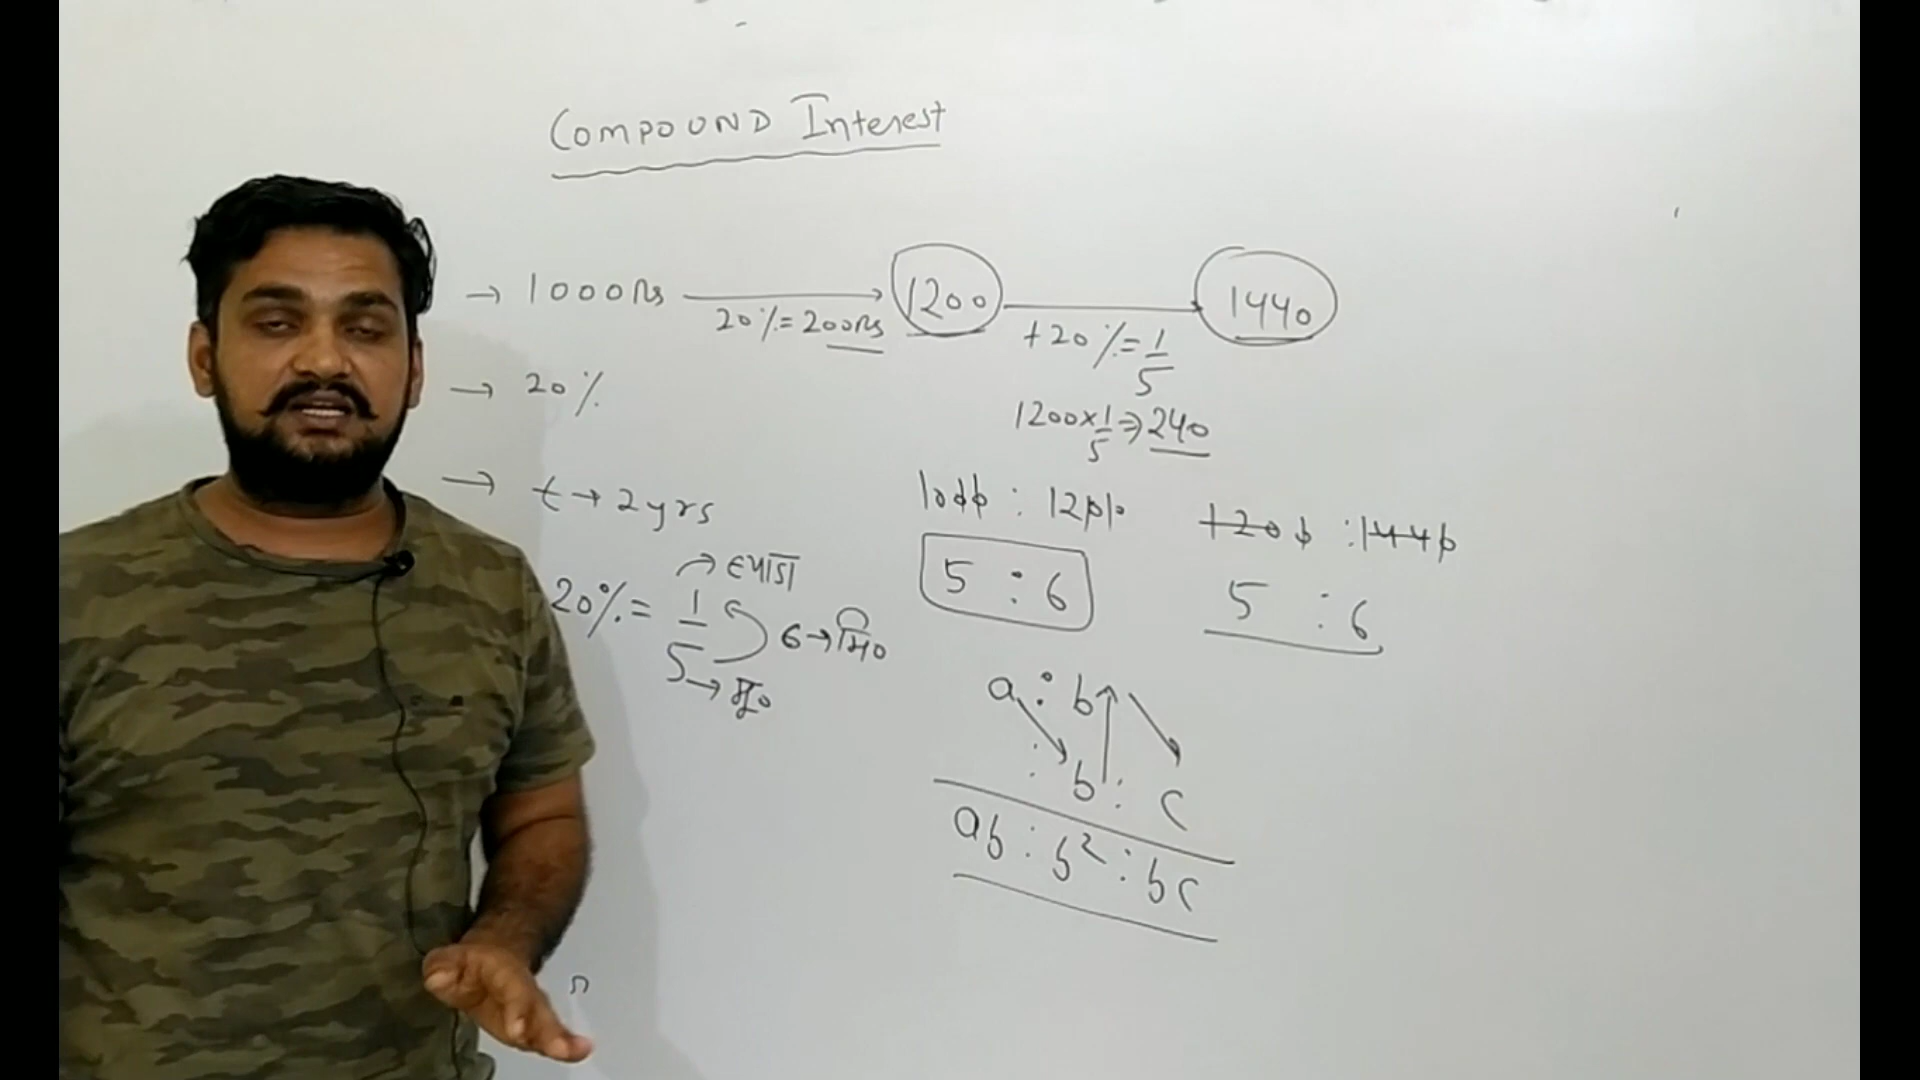 COMPOUND Interest
→ 1000Rs → 1200 → 1440
20% = 200Rs
+20% = 1/5
→ 20%
1200 × 1/5 ⇒ 240
→ t → 2yrs
1000 : 1200
1200 : 1440
20% = 1/5
→ ब्याज
6 → मि०
→ मू०
5 : 6
5 : 6
a : b
: b : c
ab : b² : bc